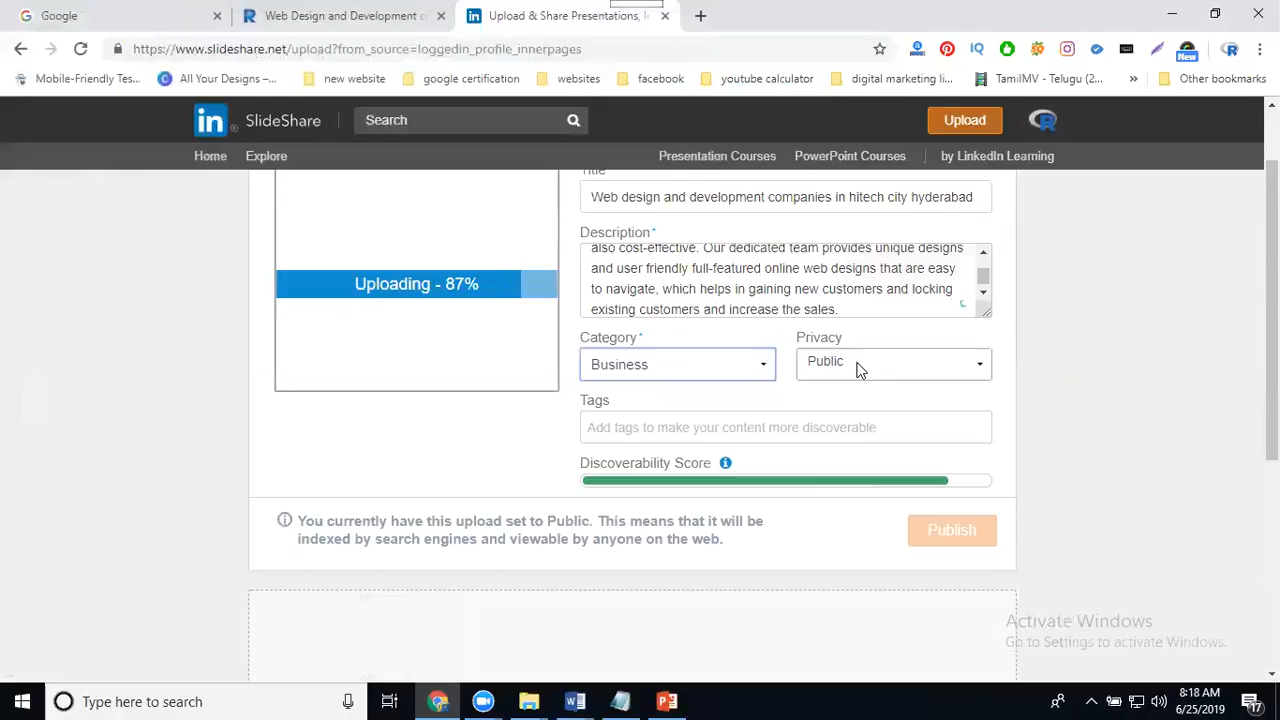 Google
Web Design and Development co
Upload & Share Presentations, I
https://www.slideshare.net/upload?from_source=loggedin_profile_innerpages
New
Mobile-Friendly Tes...
All Your Designs –...
new website
google certification
websites
facebook
youtube calculator
digital marketing li...
TamilMV - Telugu (2...
Other bookmarks
in SlideShare
Search
Upload
Home
Explore
Presentation Courses
PowerPoint Courses
by LinkedIn Learning
Title
Web design and development companies in hitech city hyderabad
Description*
also cost-effective. Our dedicated team provides unique designs
and user friendly full-featured online web designs that are easy
to navigate, which helps in gaining new customers and locking
existing customers and increase the sales.
Uploading - 87%
Category*
Privacy
Business
Public
Tags
Add tags to make your content more discoverable
Discoverability Score
You currently have this upload set to Public. This means that it will be
indexed by search engines and viewable by anyone on the web.
Publish
Activate Windows
Go to Settings to activate Windows.
Type here to search
8:18 AM
6/25/2019
17